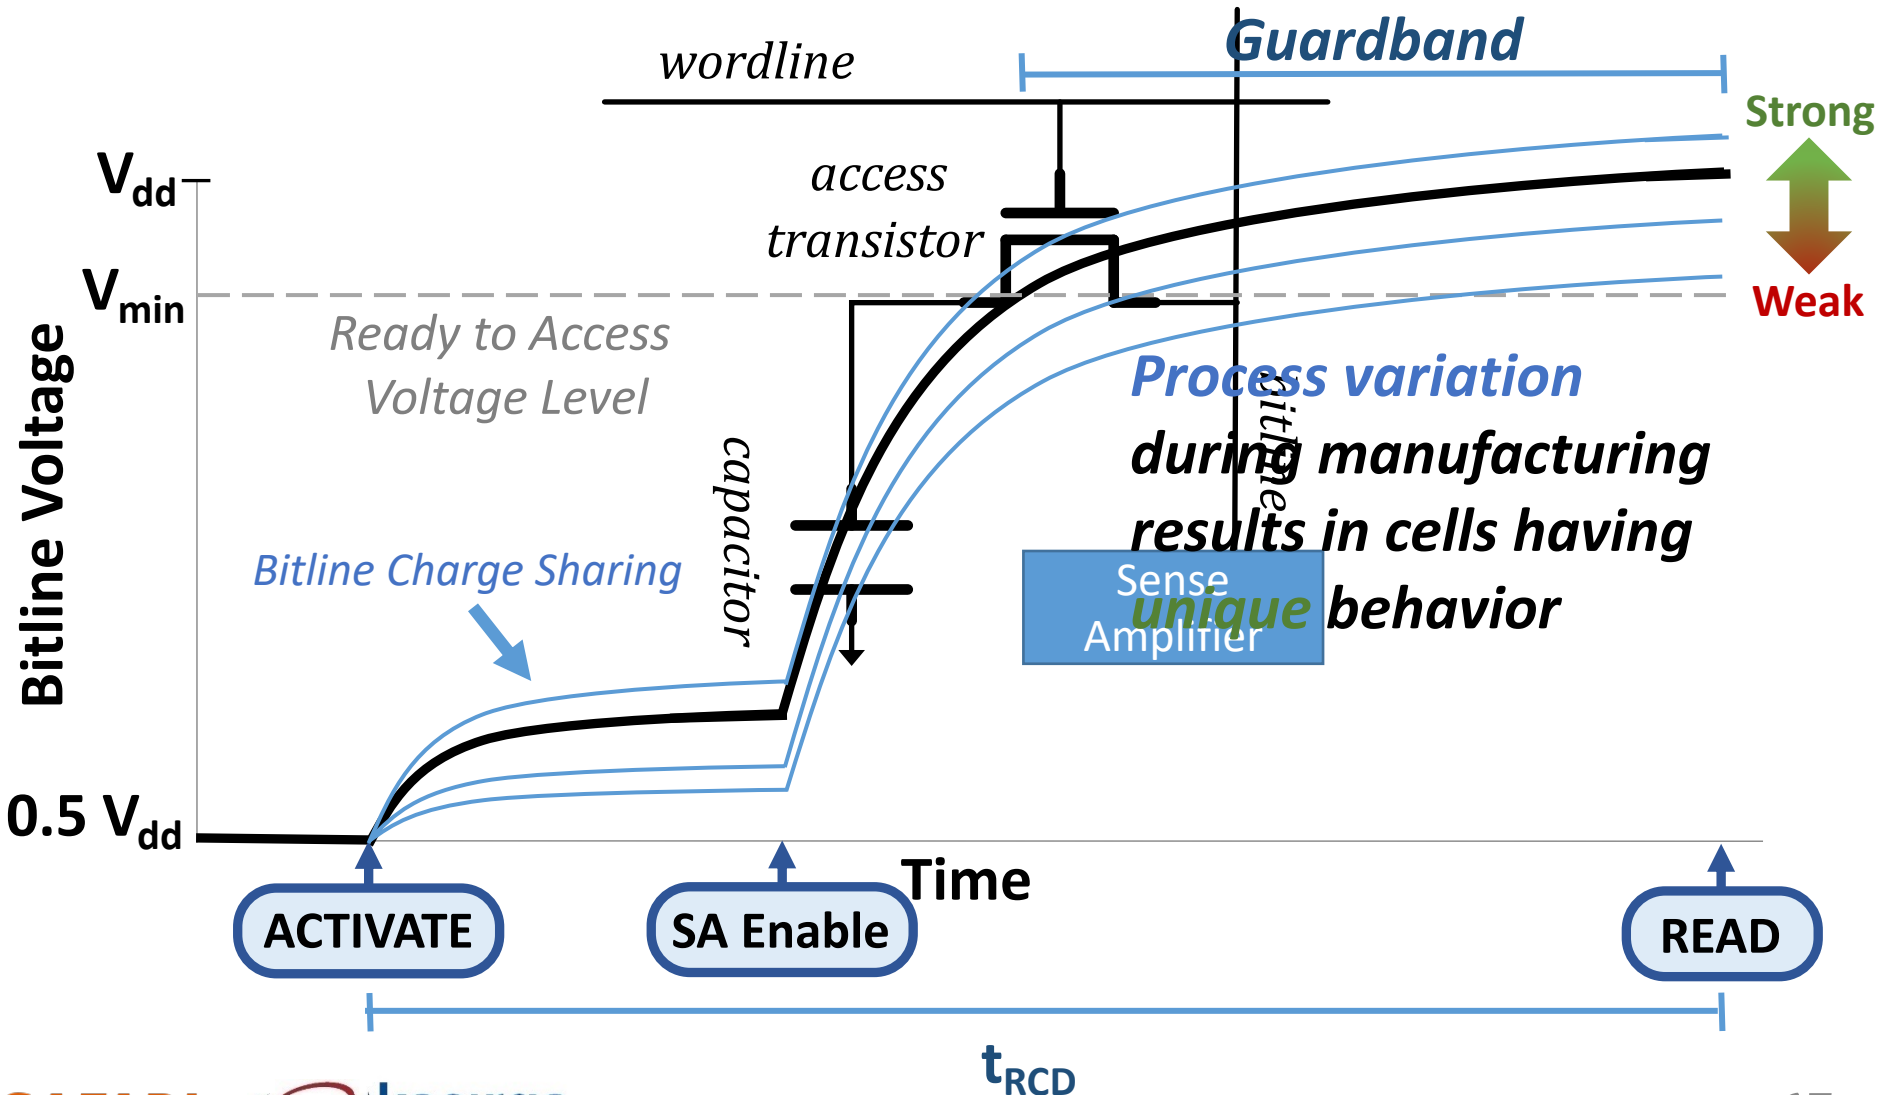 Guardband
wordline
Strong
access
transistor
Vdd
Vmin
Weak
Ready to Access
Voltage Level
Process variation
during manufacturing
results in cells having
unique behavior
bitline
capacitor
Bitline Voltage
Bitline Charge Sharing
Sense
Amplifier
0.5 Vdd
Time
ACTIVATE
SA Enable
READ
tRCD